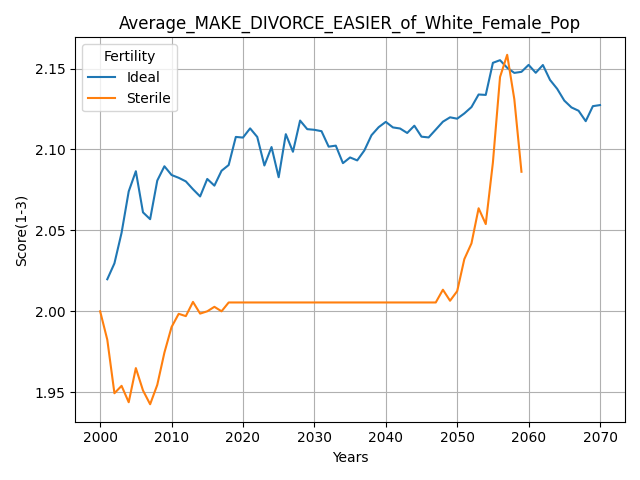 Average_MAKE_DIVORCE_EASIER_of_White_Female_Pop
Fertility
Ideal
Sterile
Score(1-3)
2.15
2.10
2.05
2.00
1.95
2000 2010 2020 2030 2040 2050 2060 2070
Years